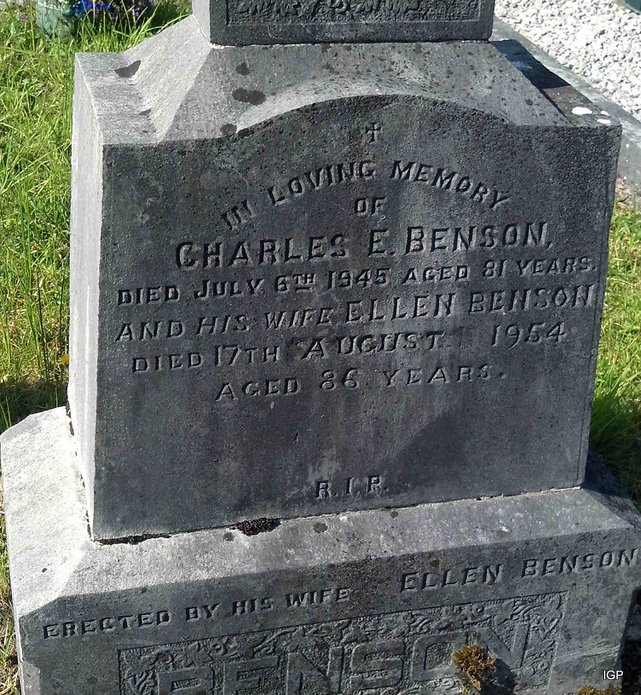 IN LOVING MEMORY
OF
CHARLES E. BENSON,
DIED JULY 6TH 1945 AGED 81 YEARS.
AND HIS WIFE ELLEN BENSON
DIED 17TH AUGUST 1954
AGED 86 YEARS.
R.I.P.
ERECTED BY HIS WIFE ELLEN BENSON
BENSON
IGP